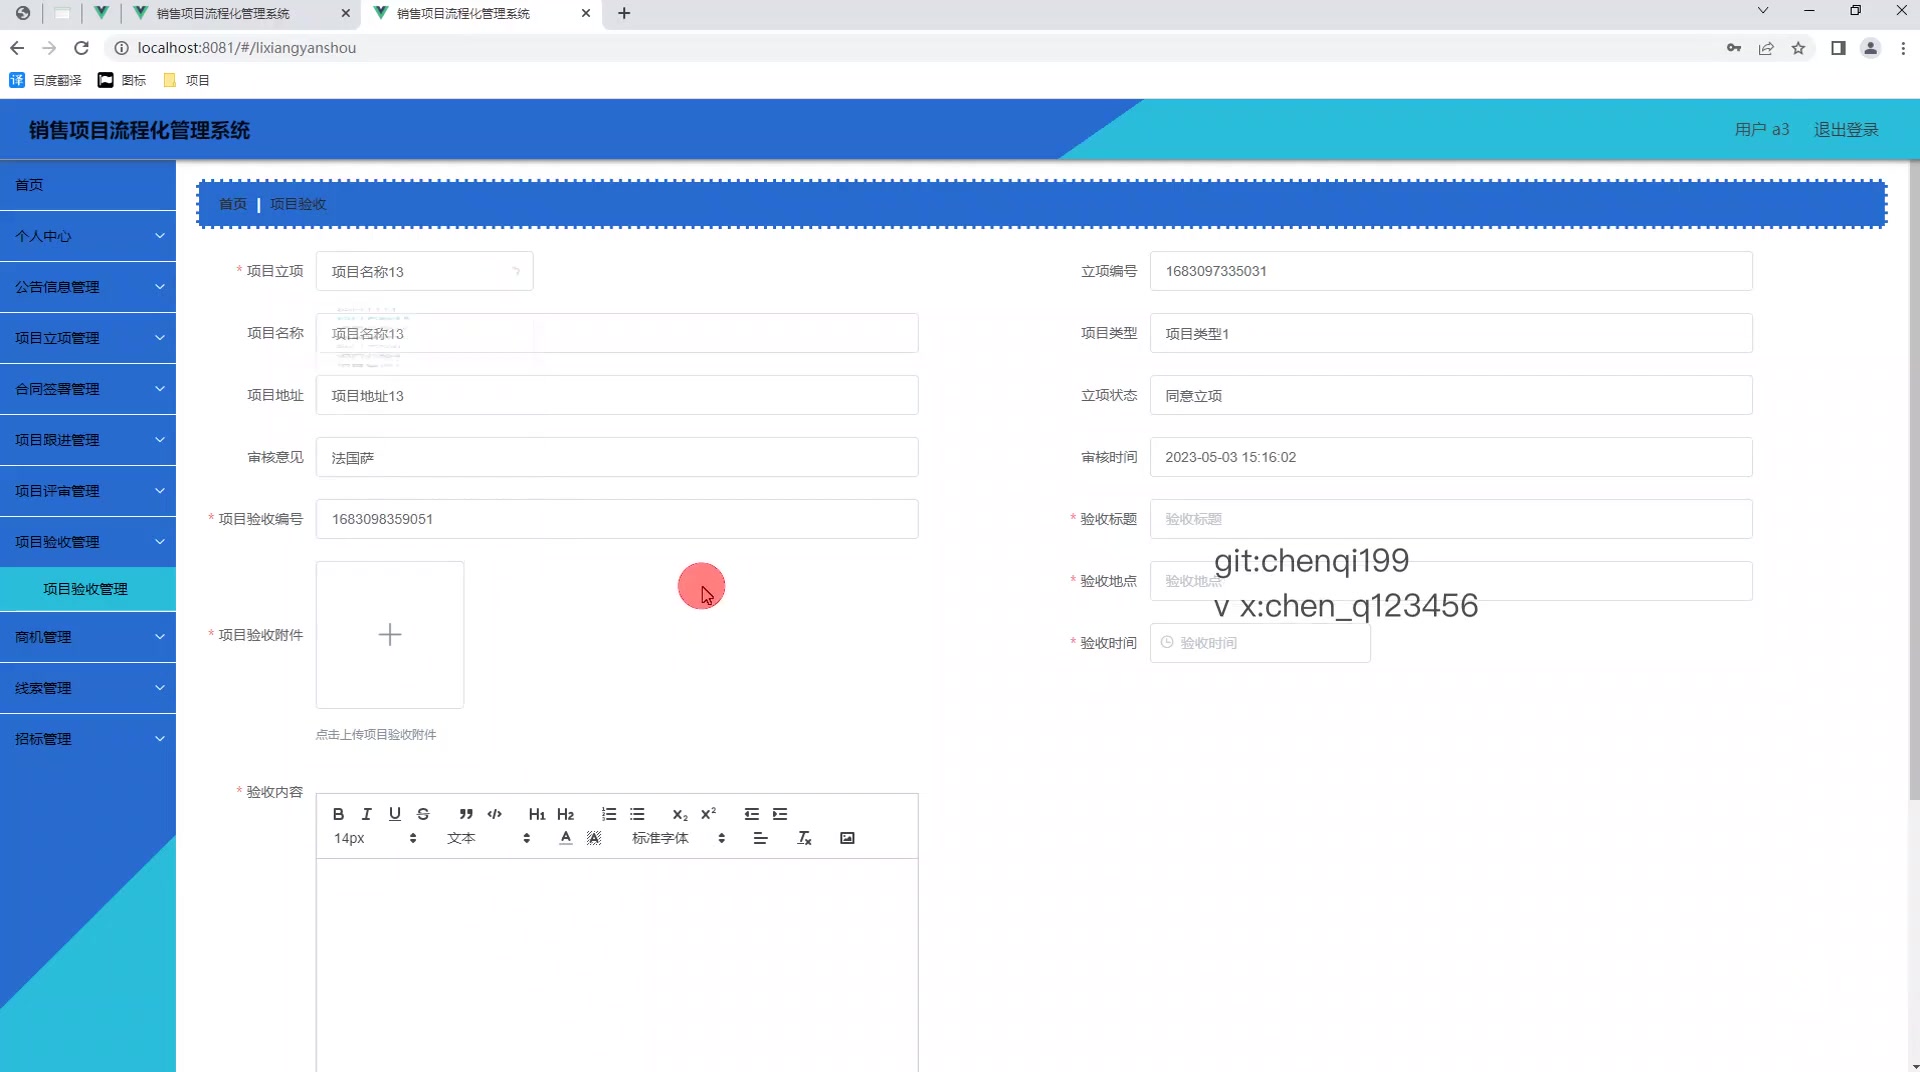 销售项目流程化管理系统
销售项目流程化管理系统
localhost:8081/#/lixiangyanshou
译 百度翻译 图标 项目
销售项目流程化管理系统
用户 a3 退出登录
首页
个人中心
公告信息管理
项目立项管理
合同签署管理
项目跟进管理
项目评审管理
项目验收管理
项目验收管理
商机管理
线索管理
招标管理
首页 | 项目验收
* 项目立项 项目名称13
立项编号 1683097335031
项目名称 项目名称13
项目类型 项目类型1
项目地址 项目地址13
立项状态 同意立项
审核意见 法国萨
审核时间 2023-05-03 15:16:02
* 项目验收编号 1683098359051
* 验收标题 验收标题
git:chenqi199
* 验收地点 验收地点
v x:chen_q123456
* 项目验收附件
* 验收时间 验收时间
点击上传项目验收附件
* 验收内容
B I U S H1 H2 x2 x2
14px 文本 A A 标准字体 Tx